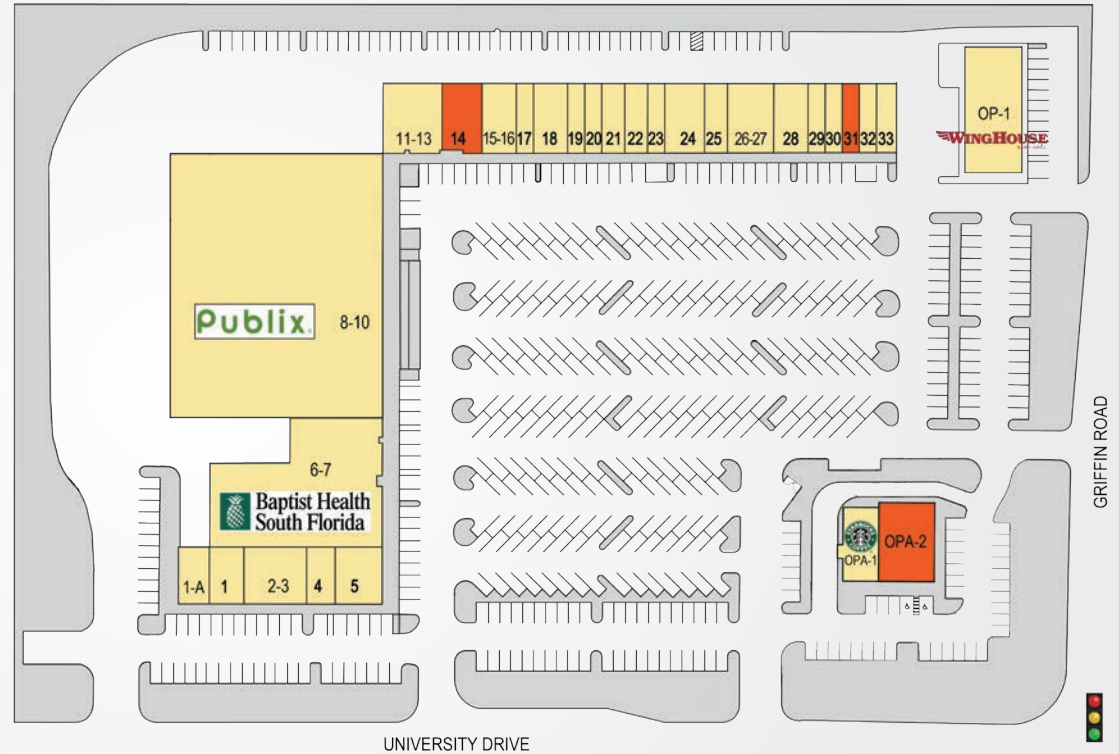 11-13 14 15-16 17 18 19 20 21 22 23 24 25 26-27 28 29 30 31 32 33
OP-1
WINGHOUSE
Publix.
8-10
6-7
Baptist Health
South Florida
1-A 1 2-3 4 5
OPA-1
OPA-2
GRIFFIN ROAD
UNIVERSITY DRIVE